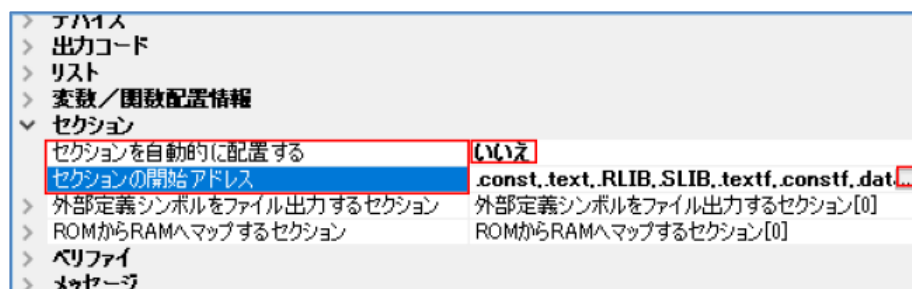 デバイス
出力コード
リスト
変数／関数配置情報
セクション
セクションを自動的に配置する いいえ
セクションの開始アドレス .const,.text,.RLIB,.SLIB,.textf,.constf,.dat...
外部定義シンボルをファイル出力するセクション 外部定義シンボルをファイル出力するセクション[0]
ROMからRAMへマップするセクション ROMからRAMへマップするセクション[0]
ベリファイ
メッセージ